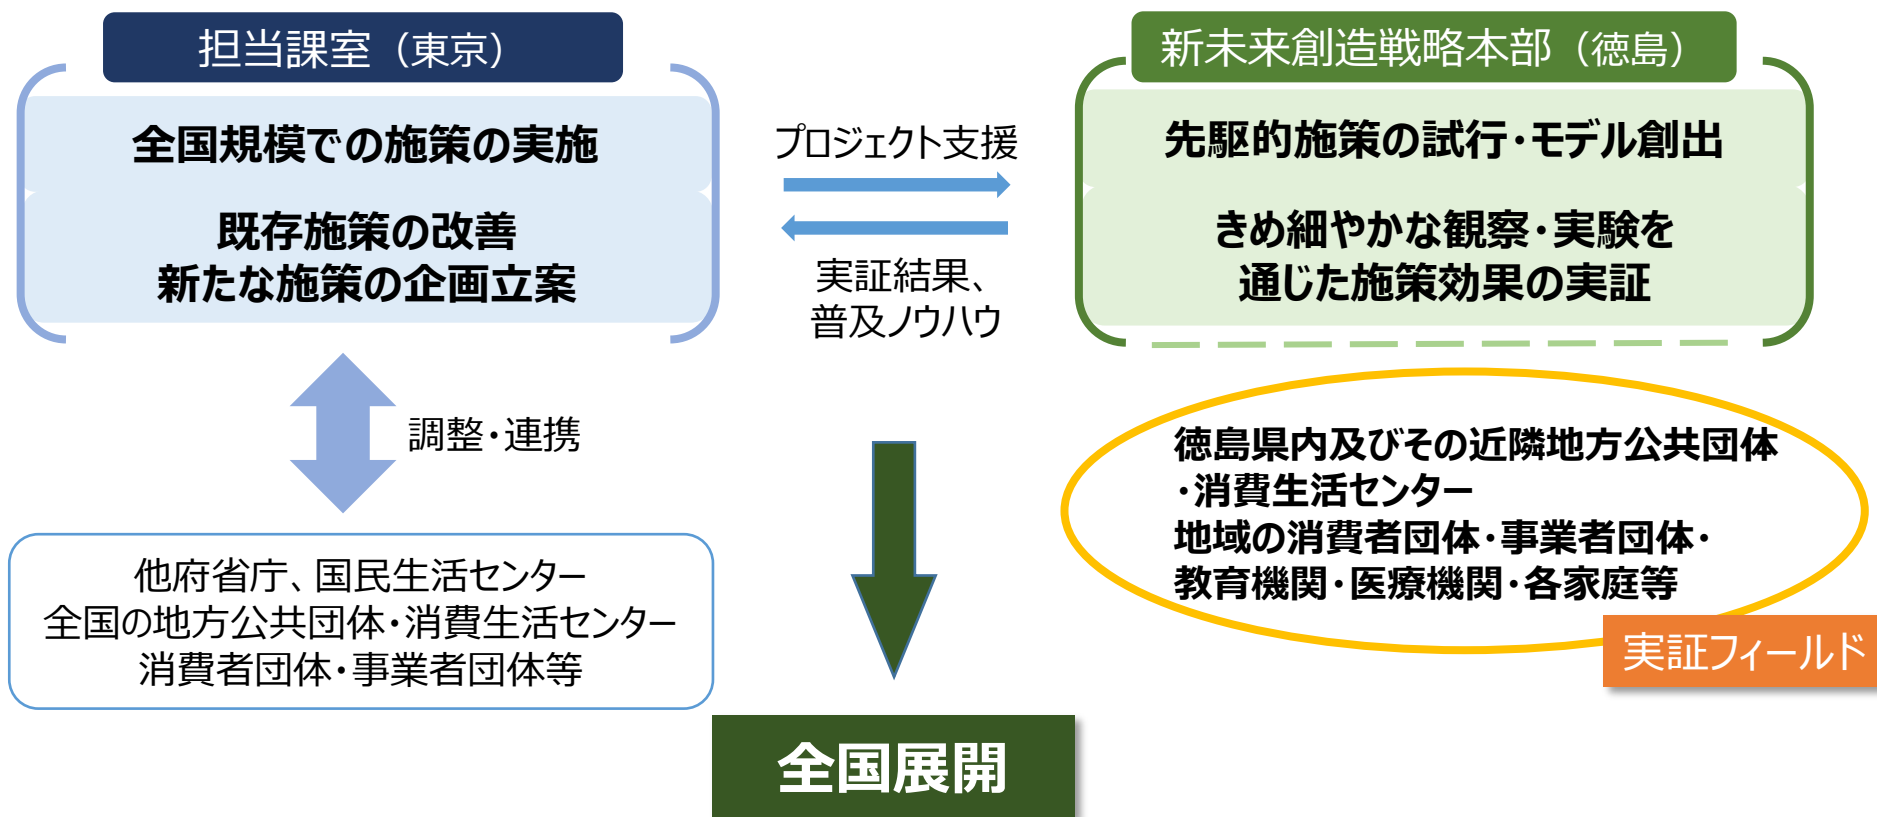 担当課室（東京）
全国規模での施策の実施
既存施策の改善
新たな施策の企画立案
プロジェクト支援
実証結果、
普及ノウハウ
新未来創造戦略本部（徳島）
先駆的施策の試行・モデル創出
きめ細やかな観察・実験を
通じた施策効果の実証
調整・連携
他府省庁、国民生活センター
全国の地方公共団体・消費生活センター
消費者団体・事業者団体等
徳島県内及びその近隣地方公共団体
・消費生活センター
地域の消費者団体・事業者団体・
教育機関・医療機関・各家庭等
実証フィールド
全国展開